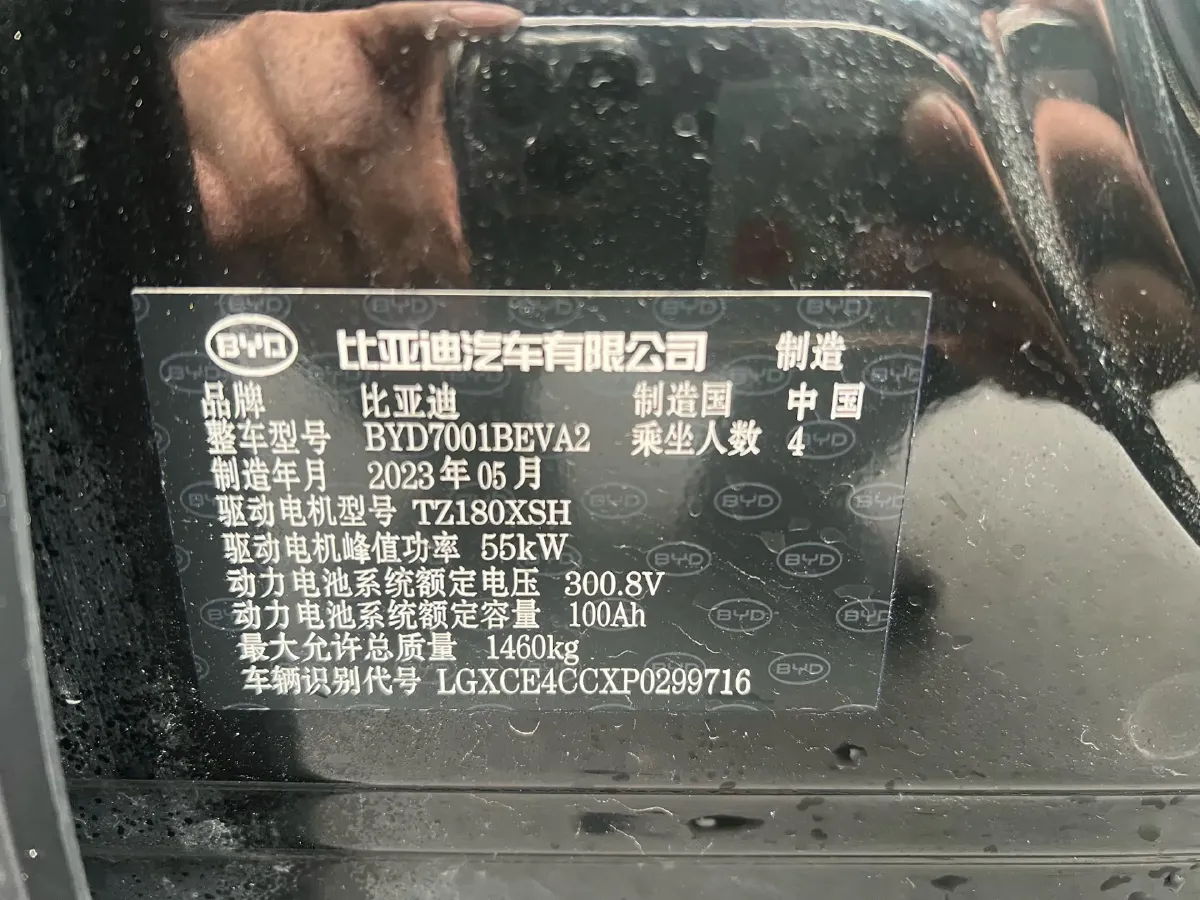 BYD 比亚迪汽车有限公司 制造
品牌 比亚迪 制造国 中国
整车型号 BYD7001BEVA2 乘坐人数 4
制造年月 2023年05月
驱动电机型号 TZ180XSH
驱动电机峰值功率 55kW
动力电池系统额定电压 300.8V
动力电池系统额定容量 100Ah
最大允许总质量 1460kg
车辆识别代号 LGXCE4CCXP0299716